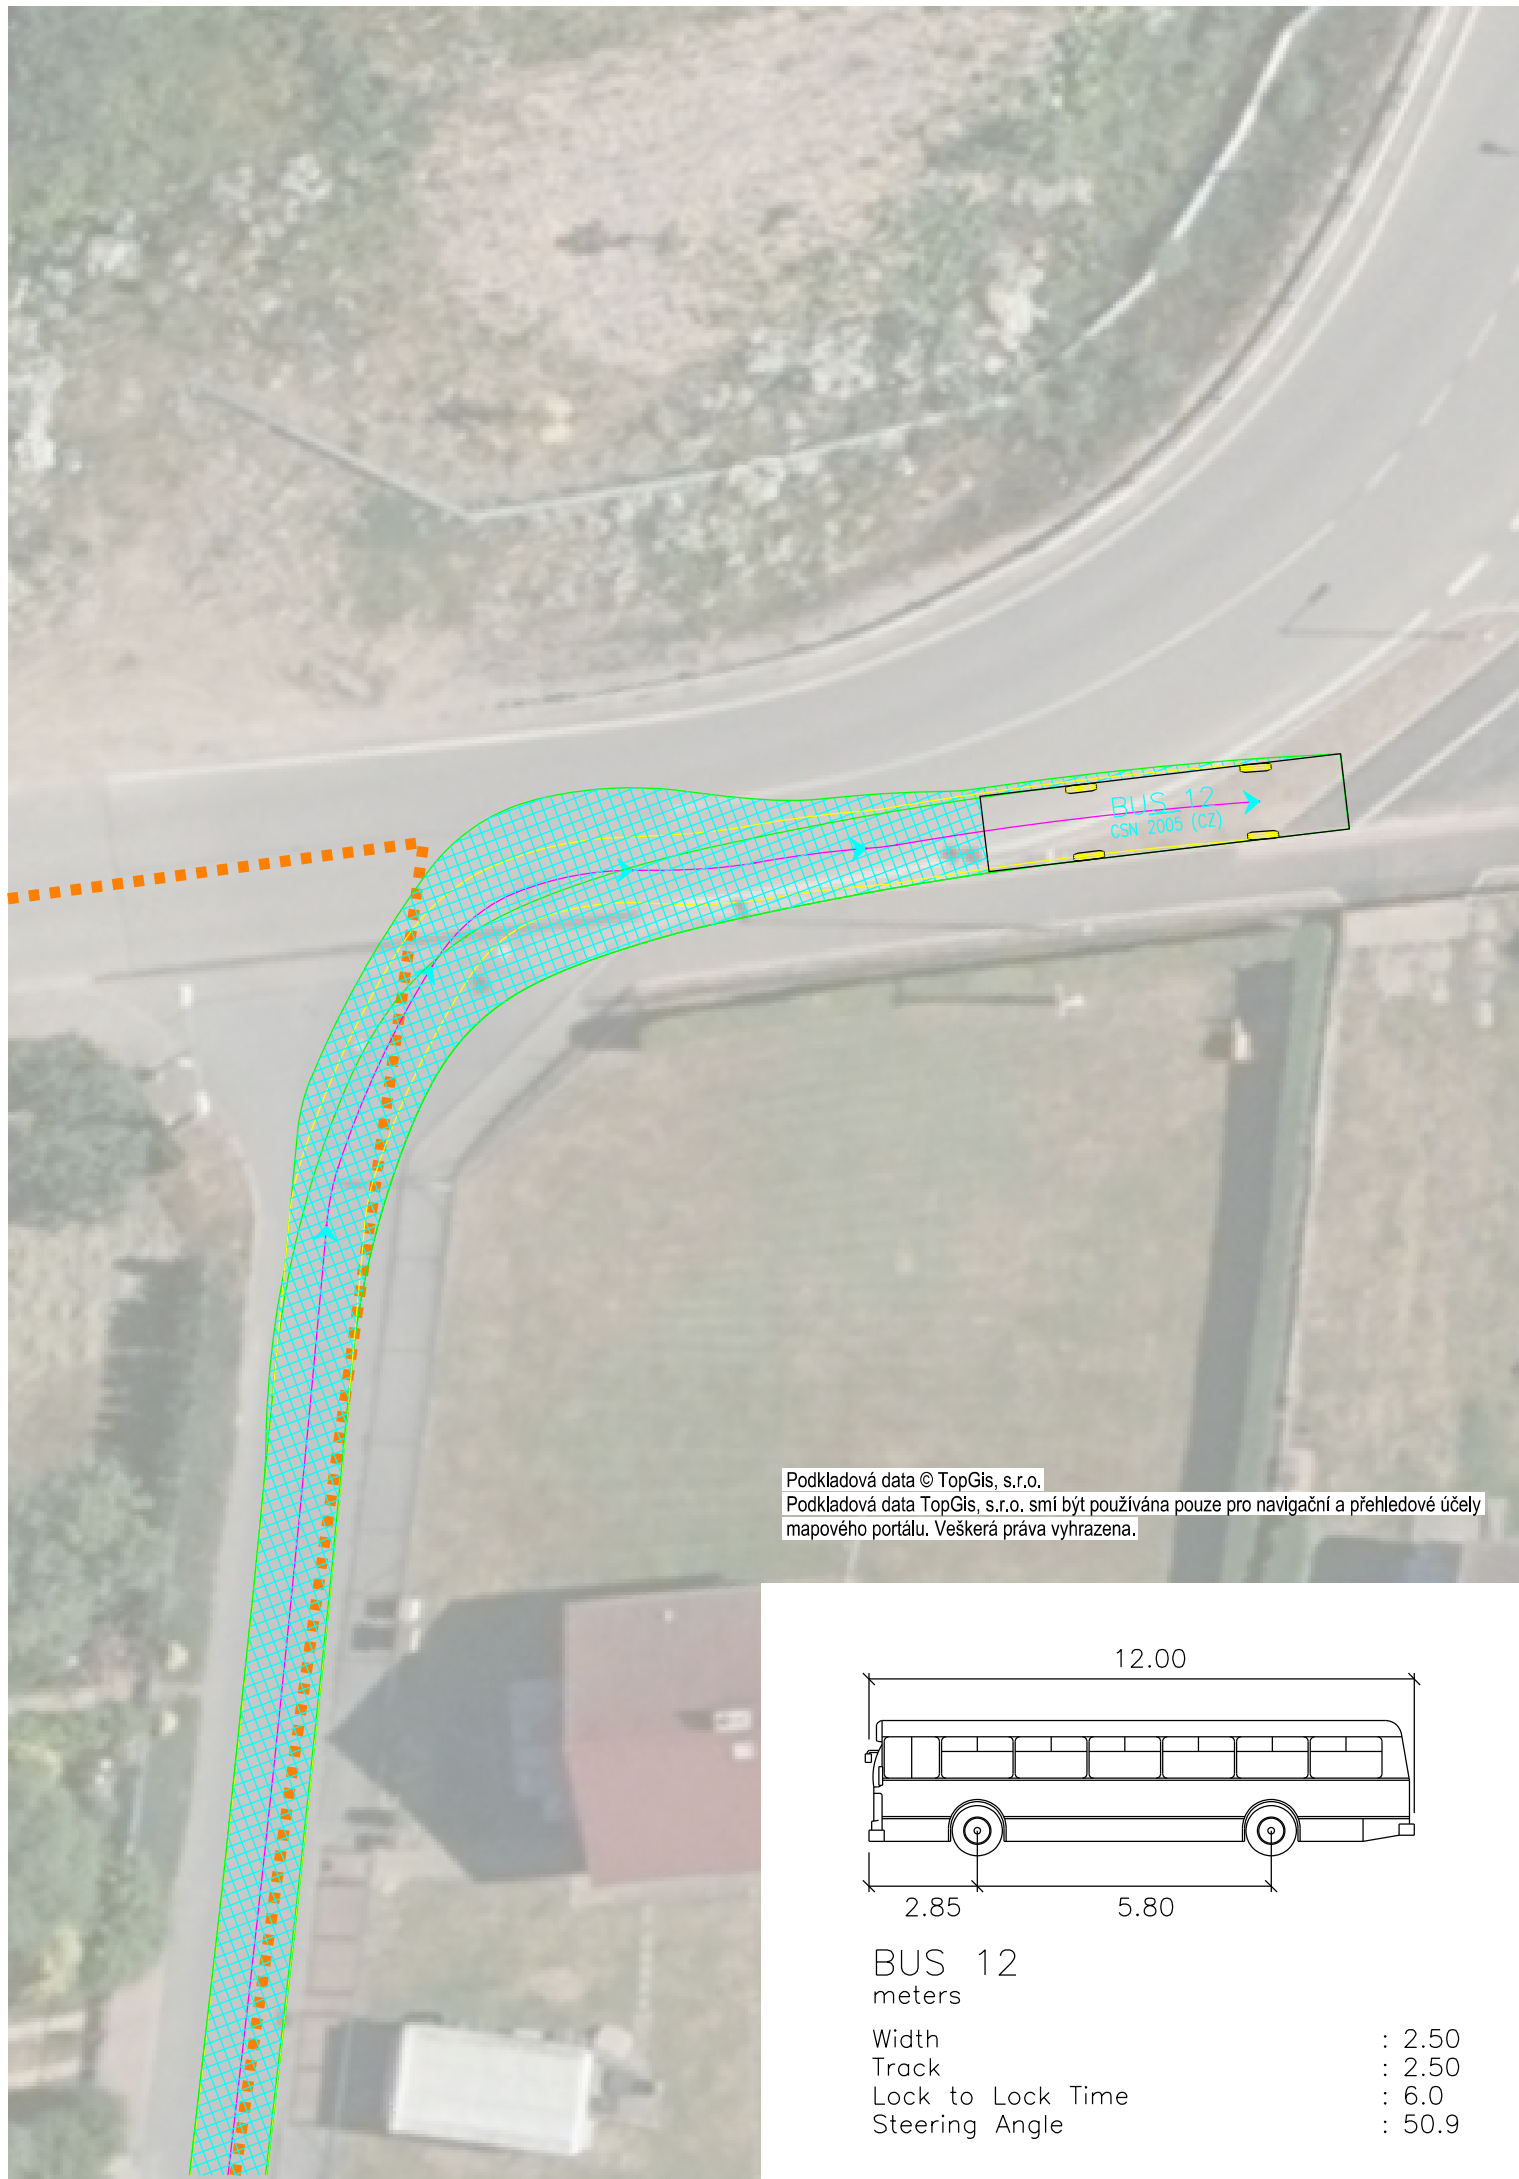 BUS 12
CSN 2005 (CZ)
Podkladová data © TopGis, s.r.o.
Podkladová data TopGis, s.r.o. smí být používána pouze pro navigační a přehledové účely
mapového portálu. Veškerá práva vyhrazena.
12.00
2.85 5.80
BUS 12
meters
Width : 2.50
Track : 2.50
Lock to Lock Time : 6.0
Steering Angle : 50.9